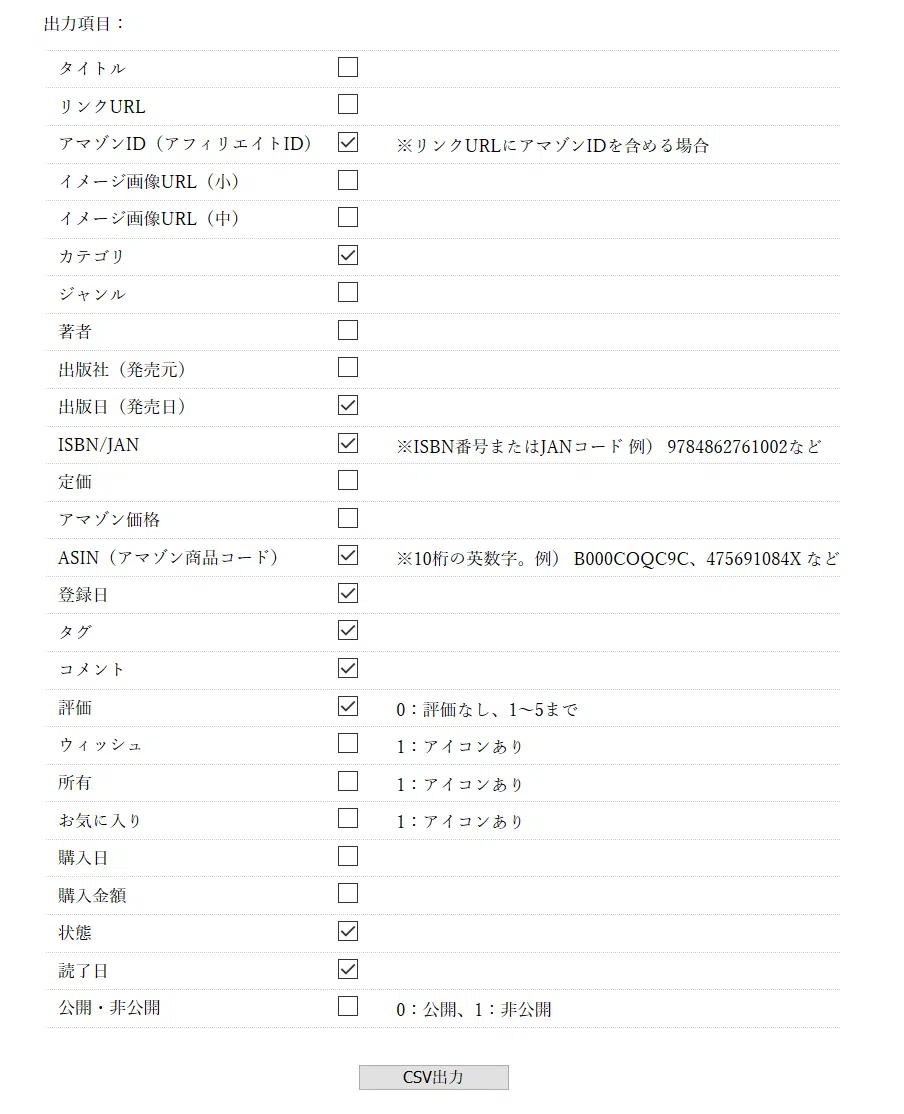 出力項目：
タイトル
リンクURL
アマゾンID（アフィリエイトID） ※リンクURLにアマゾンIDを含める場合
イメージ画像URL（小）
イメージ画像URL（中）
カテゴリ
ジャンル
著者
出版社（発売元）
出版日（発売日）
ISBN/JAN ※ISBN番号またはJANコード 例） 9784862761002など
定価
アマゾン価格
ASIN（アマゾン商品コード） ※10桁の英数字。例） B000COQC9C、475691084X など
登録日
タグ
コメント
評価 0：評価なし、1～5まで
ウィッシュ 1：アイコンあり
所有 1：アイコンあり
お気に入り 1：アイコンあり
購入日
購入金額
状態
読了日
公開・非公開 0：公開、1：非公開
CSV出力